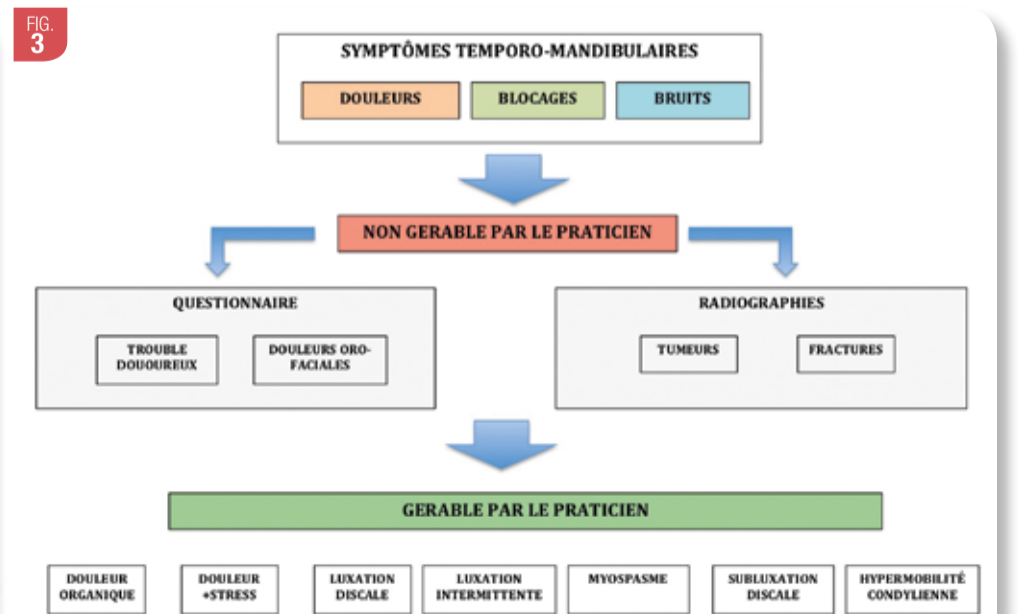 FIG.
3
SYMPTÔMES TEMPORO-MANDIBULAIRES
DOULEURS BLOCAGES BRUITS
NON GERABLE PAR LE PRATICIEN
QUESTIONNAIRE
TROUBLE
DOUOUREUX
DOULEURS ORO-
FACIALES
RADIOGRAPHIES
TUMEURS
FRACTURES
GERABLE PAR LE PRATICIEN
DOULEUR
ORGANIQUE
DOULEUR
+STRESS
LUXATION
DISCALE
LUXATION
INTERMITTENTE
MYOSPASME
SUBLUXATION
DISCALE
HYPERMOBILITÉ
CONDYLIENNE